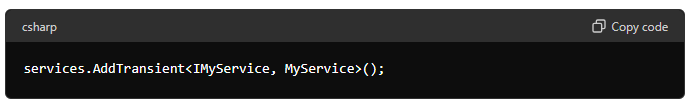 csharp
Copy code
services.AddTransient<IMyService, MyService>();